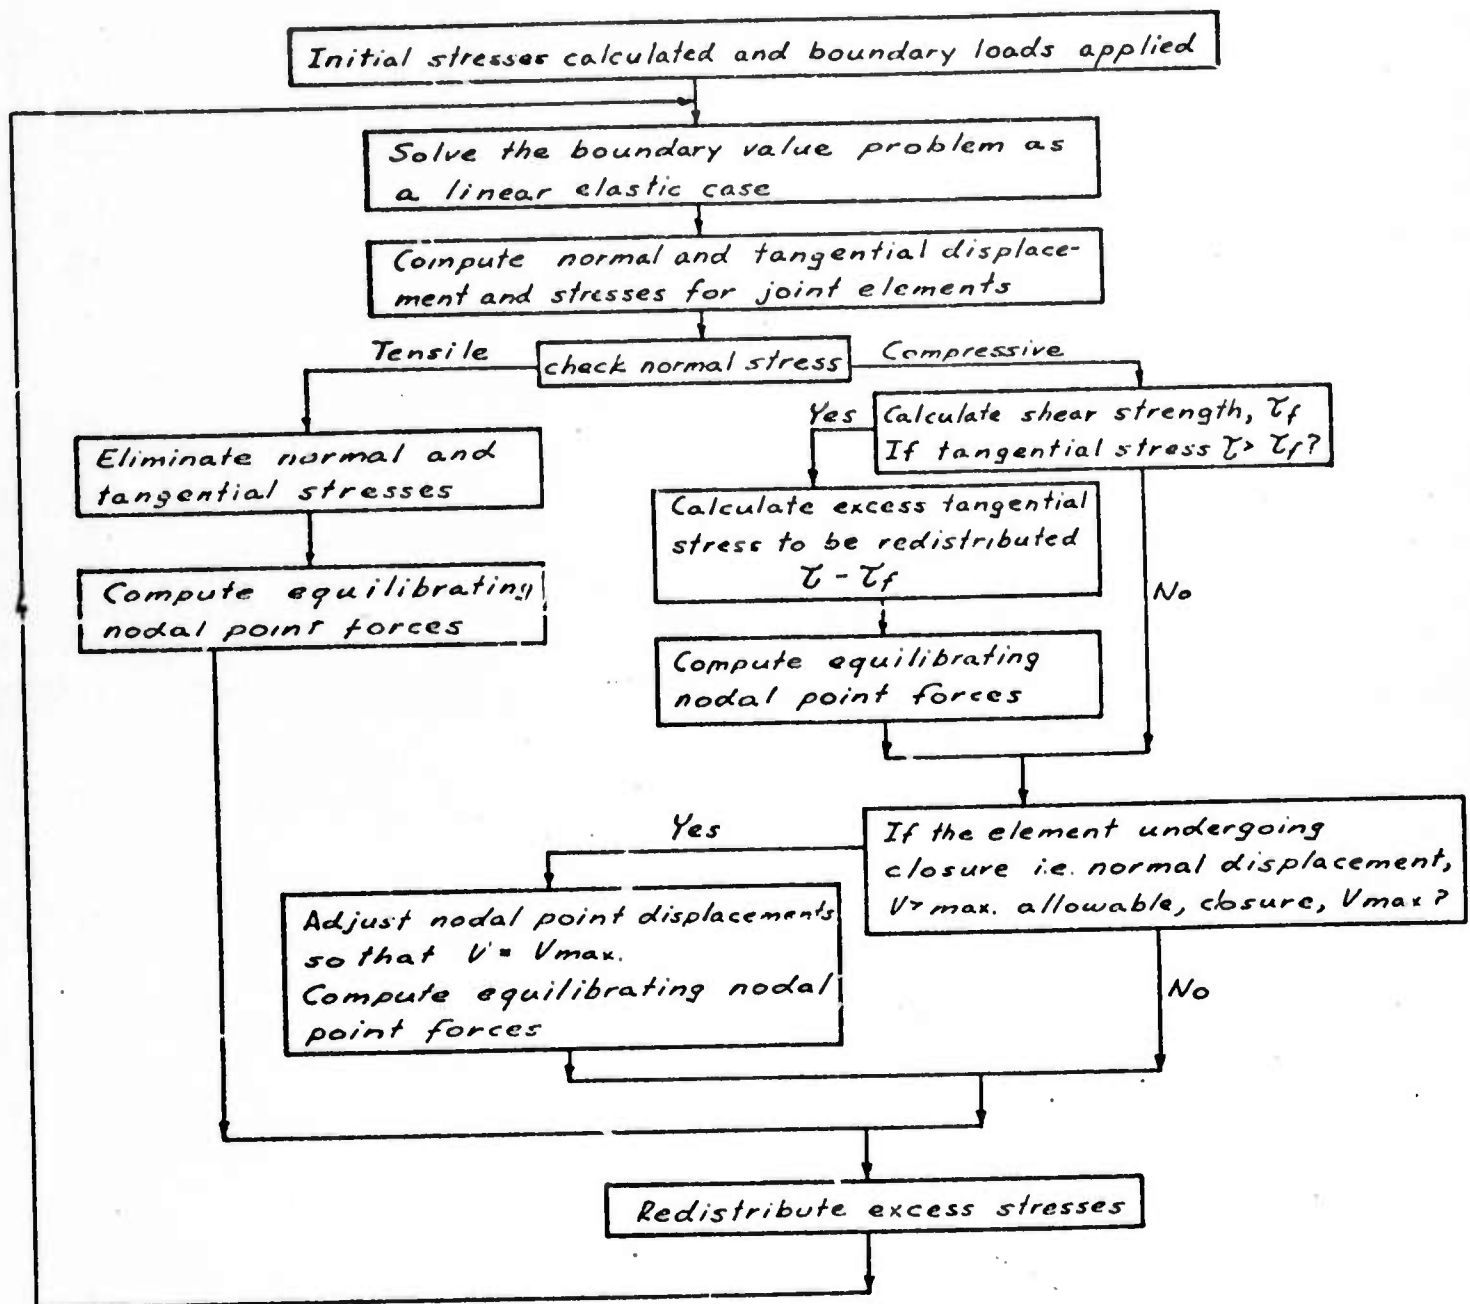 Initial stresses calculated and boundary loads applied
Solve the boundary value problem as
a linear elastic case
Compute normal and tangential displace-
ment and stresses for joint elements
Tensile
check normal stress
Compressive
Yes
Calculate shear strength, τf
If tangential stress τ> τf?
Eliminate normal and
tangential stresses
Calculate excess tangential
stress to be redistributed
τ - τf
No
Compute equilibrating
nodal point forces
Compute equilibrating
nodal point forces
Yes
If the element undergoing
closure i.e. normal displacement,
V> max. allowable, closure, Vmax?
Adjust nodal point displacements
so that V = Vmax.
Compute equilibrating nodal
point forces
No
Redistribute excess stresses